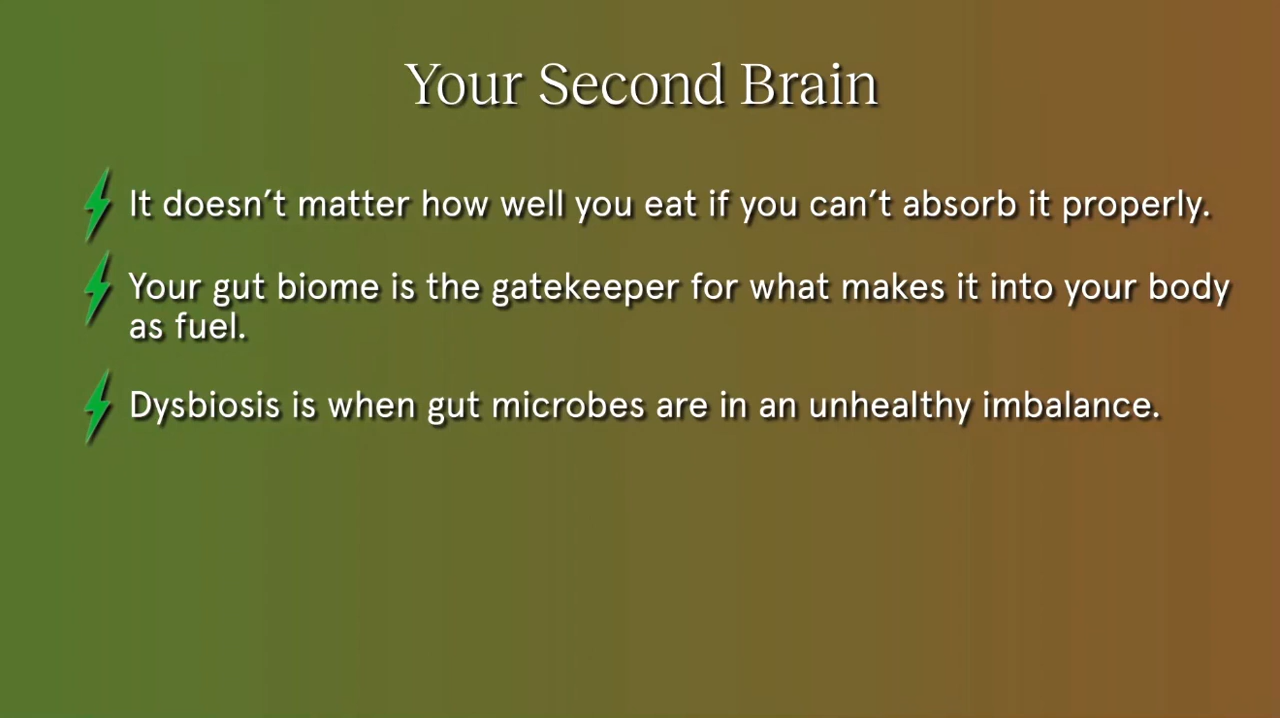 Your Second Brain
It doesn’t matter how well you eat if you can’t absorb it properly.
Your gut biome is the gatekeeper for what makes it into your body
as fuel.
Dysbiosis is when gut microbes are in an unhealthy imbalance.